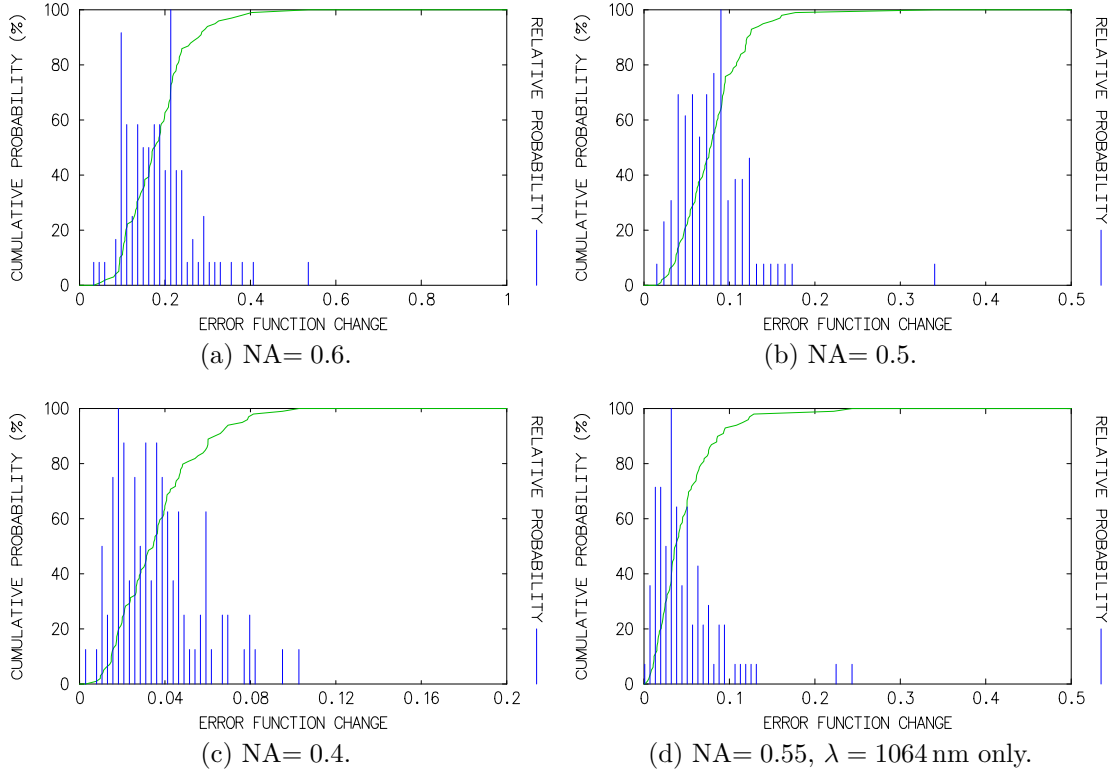 CUMULATIVE PROBABILITY (%)
100
80
60
40
20
0
0 0.2 0.4 0.6 0.8 1
ERROR FUNCTION CHANGE
RELATIVE PROBABILITY
(a) NA= 0.6.
CUMULATIVE PROBABILITY (%)
100
80
60
40
20
0
0 0.1 0.2 0.3 0.4 0.5
ERROR FUNCTION CHANGE
RELATIVE PROBABILITY
(b) NA= 0.5.
CUMULATIVE PROBABILITY (%)
100
80
60
40
20
0
0 0.04 0.08 0.12 0.16 0.2
ERROR FUNCTION CHANGE
RELATIVE PROBABILITY
(c) NA= 0.4.
CUMULATIVE PROBABILITY (%)
100
80
60
40
20
0
0 0.1 0.2 0.3 0.4 0.5
ERROR FUNCTION CHANGE
RELATIVE PROBABILITY
(d) NA= 0.55, λ = 1064 nm only.